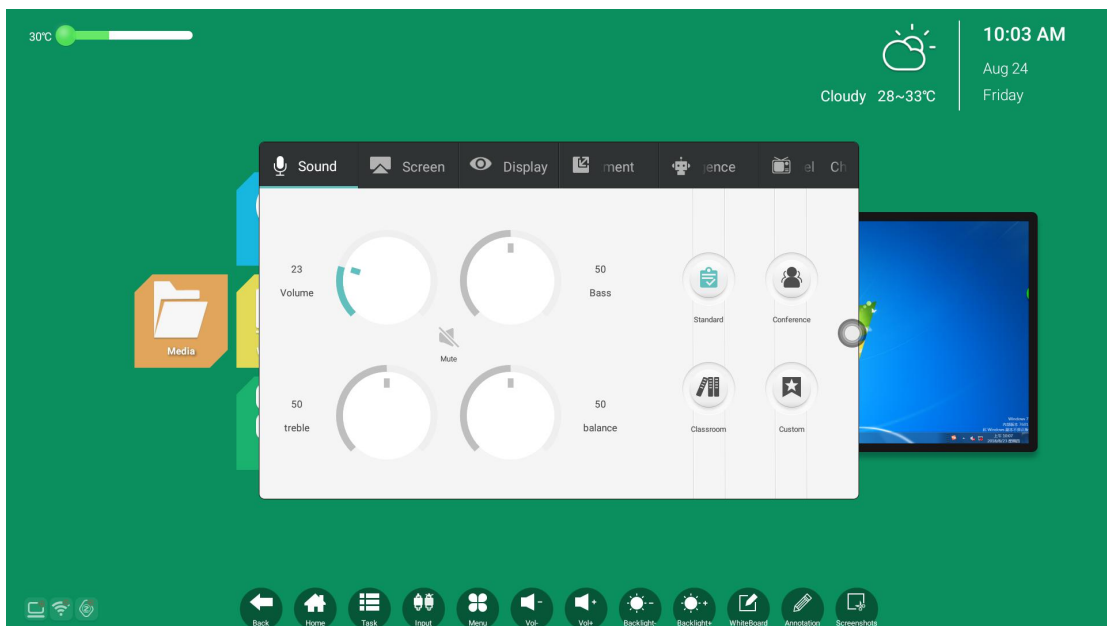 30℃
10:03 AM
Aug 24
Cloudy 28~33℃
Friday
Sound
Screen
Display
ment
ence
el
Ch
23
Volume
50
Bass
Mute
50
treble
50
balance
Standard
Conference
Classroom
Custom
Media
Back
Home
Task
Input
Menu
Vol-
Vol+
Backlight-
Backlight+
WhiteBoard
Annotation
Screenshots